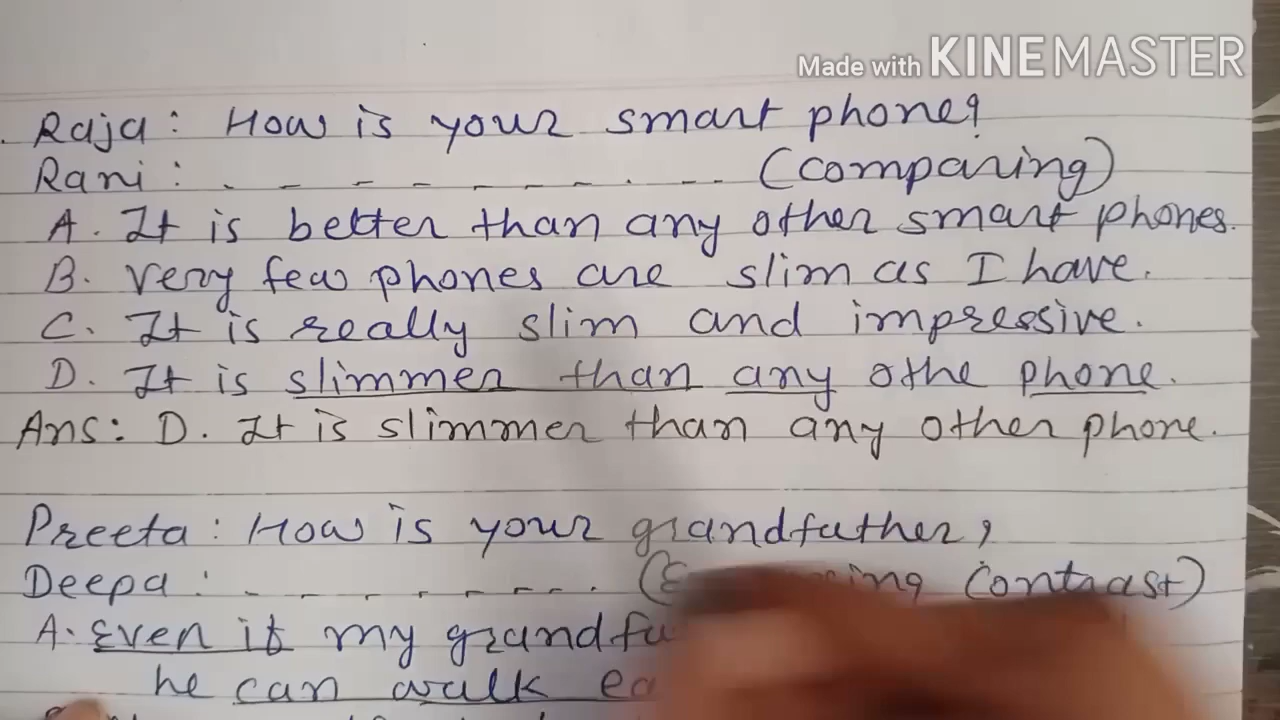 Made with KINEMASTER
Raja: How is your smart phone?
Rani: . - - - - - - . - - (comparing)
A. It is better than any other smart phones.
B. very few phones are slim as I have.
C. It is really slim and impressive.
D. It is slimmer than any othe phone.
Ans: D. It is slimmer than any other phone.
Preeta: How is your grandfather,
Deepa: . - - . - . - - - . contrast)
A. Even if my
he can walk